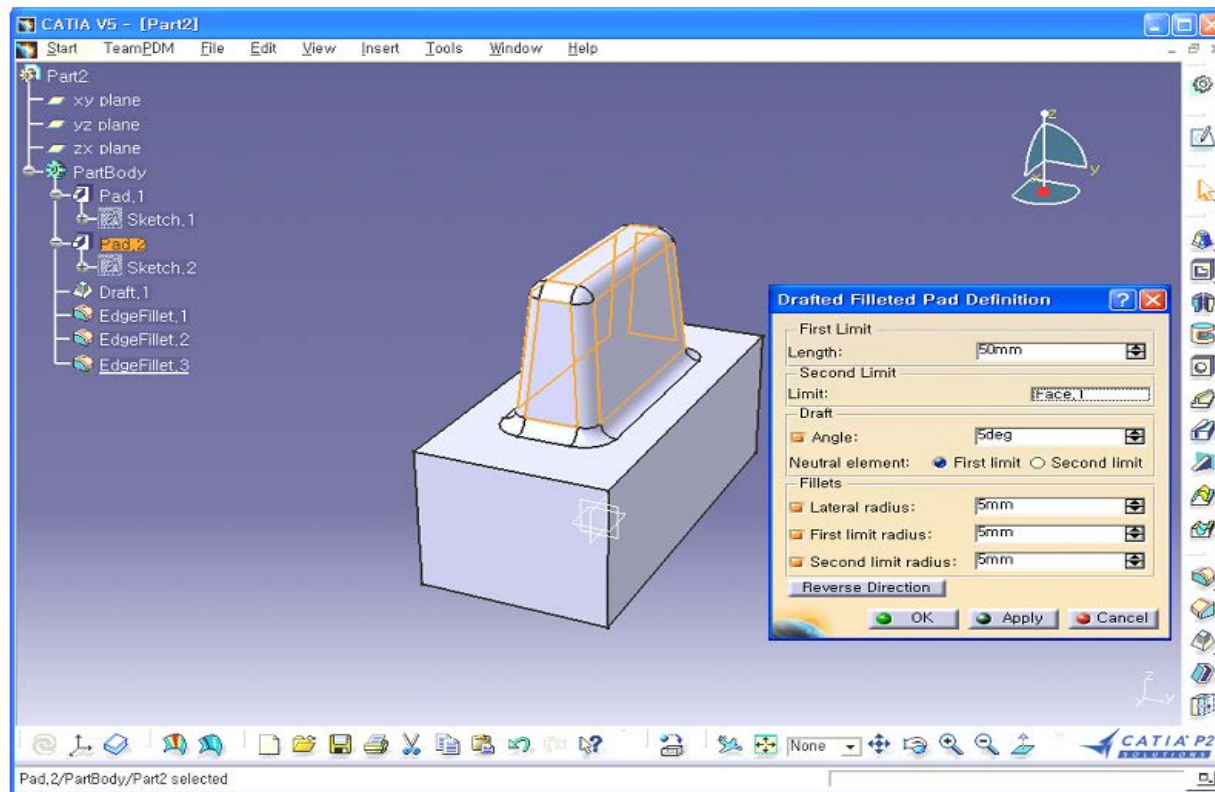 CATIA V5 - [Part2]
Start TeamPDM File Edit View Insert Tools Window Help
Part2
xy plane
yz plane
zx plane
PartBody
Pad.1
Sketch.1
Pad.2
Sketch.2
Draft.1
EdgeFillet.1
EdgeFillet.2
EdgeFillet.3
z
y
x
Drafted Filleted Pad Definition
First Limit
Length: 50mm
Second Limit
Limit: Face.1
Draft
Angle: 5deg
Neutral element: First limit Second limit
Fillets
Lateral radius: 5mm
First limit radius: 5mm
Second limit radius: 5mm
Reverse Direction
OK Apply Cancel
z
x y
None
CATIA P2
SOLUTIONS
Pad.2/PartBody/Part2 selected